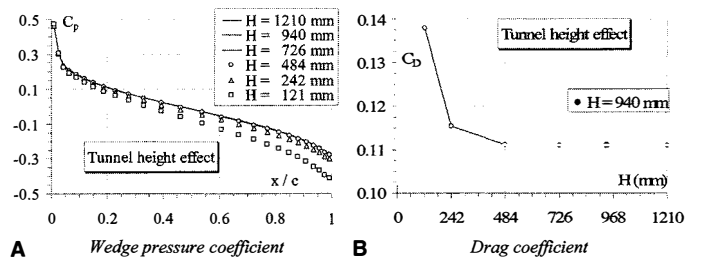 0.5
0.3
0.1
-0.1
-0.3
-0.5
Cp
H = 1210 mm
H = 940 mm
H = 726 mm
H = 484 mm
H = 242 mm
H = 121 mm
Tunnel height effect
x / c
0 0.2 0.4 0.6 0.8 1
A Wedge pressure coefficient
0.14
0.13
0.12
0.11
0.10
CD
Tunnel height effect
H = 940 mm
H (mm)
0 242 484 726 968 1210
B Drag coefficient